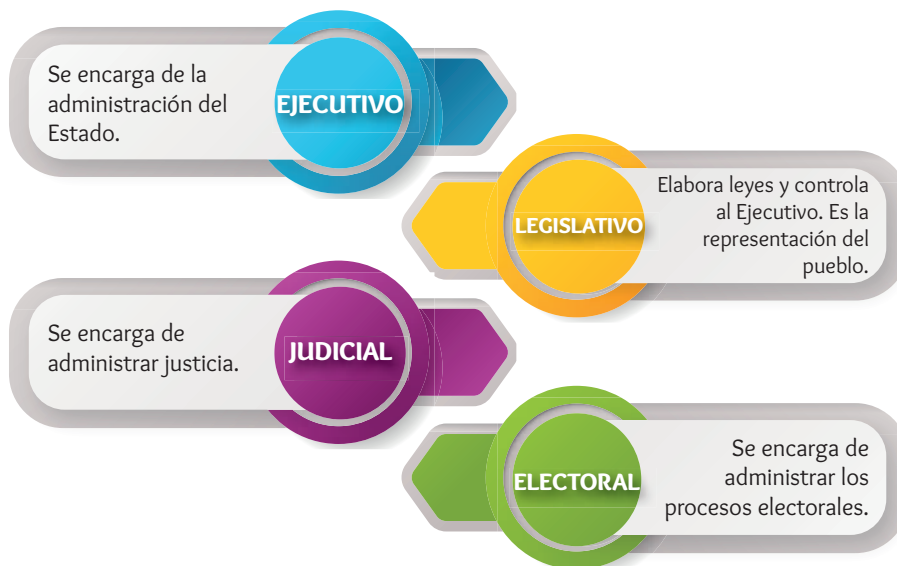 Se encarga de la
administración del
Estado.
EJECUTIVO
LEGISLATIVO
Elabora leyes y controla
al Ejecutivo. Es la
representación del
pueblo.
Se encarga de
administrar justicia.
JUDICIAL
ELECTORAL
Se encarga de
administrar los
procesos electorales.